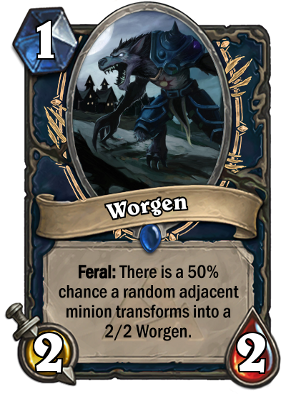 1
Worgen
Feral: There is a 50%
chance a random adjacent
minion transforms into a
2/2 Worgen.
2 2